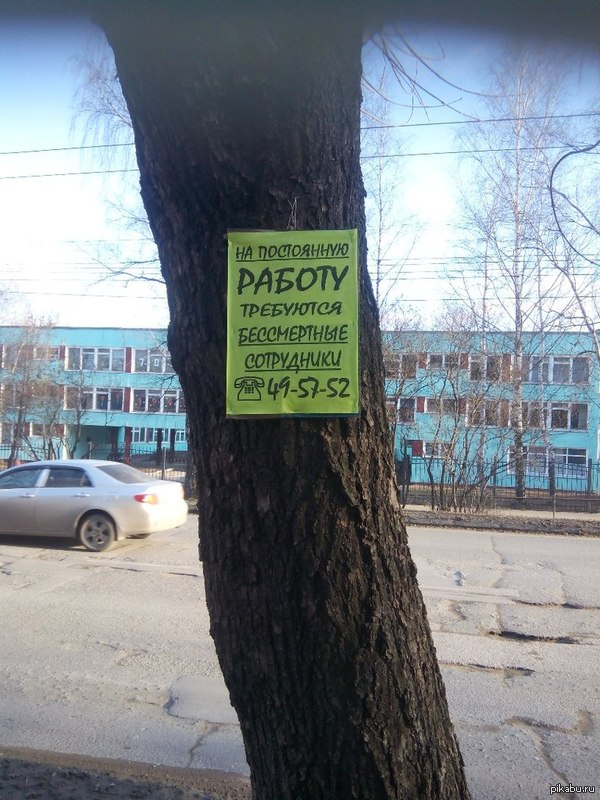 НА ПОСТОЯННУЮ
РАБОТУ
ТРЕБУЮТСЯ
БЕССМЕРТНЫЕ
СОТРУДНИКИ
49-57-52
pikabu.ru